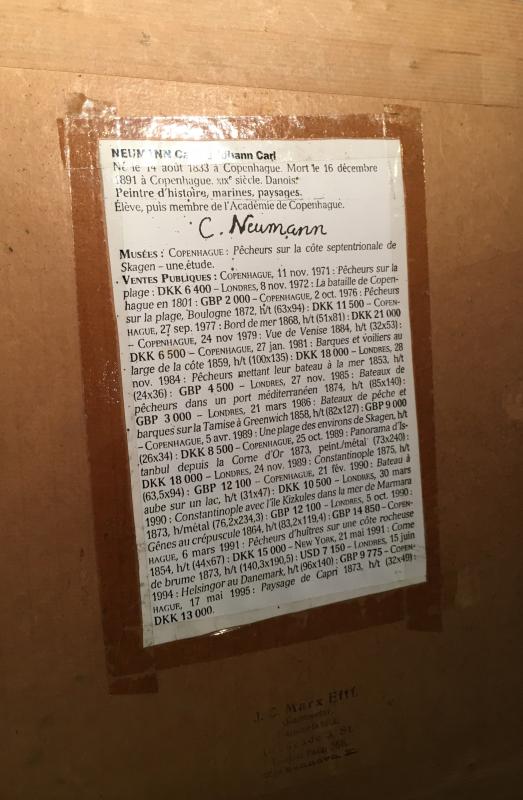 NEUMANN Johann Carl
Né le 14 août 1833 à Copenhague. Mort le 16 décembre
1891 à Copenhague. XIXᵉ siècle. Danois.
Peintre d'histoire, marines, paysages.
Élève, puis membre de l'Académie de Copenhague.
C. Neumann
MUSÉES : COPENHAGUE : Pêcheurs sur la côte septentrionale de
Skagen – une étude.
VENTES PUBLIQUES : COPENHAGUE, 11 nov. 1971 : Pêcheurs sur la
plage : DKK 6 400 – LONDRES, 8 nov. 1972 : La bataille de Copen-
hague en 1801 : GBP 2 000 – COPENHAGUE, 2 oct. 1976 : Pêcheurs
sur la plage, Boulogne 1872, h/t (63x94) : DKK 11 500 – COPEN-
HAGUE, 27 sep. 1977 : Bord de mer 1868, h/t (51x81) : DKK 21 000
– COPENHAGUE, 24 nov 1979 : Vue de Venise 1884, h/t (32x53) :
DKK 6 500 – COPENHAGUE, 27 jan. 1981 : Barques et voiliers au
large de la côte 1859, h/t (100x135) : DKK 18 000 – LONDRES, 28
nov. 1984 : Pêcheurs mettant leur bateau à la mer 1853, h/t
(24x36) : GBP 4 500 – LONDRES, 27 nov. 1985 : Bateaux de
pêcheurs dans un port méditerranéen 1874, h/t (85x140) :
GBP 3 000 – LONDRES, 21 mars 1986 : Bateaux de pêche et
barques sur la Tamise à Greenwich 1858, h/t (82x127) : GBP 9 000
– COPENHAGUE, 5 avr. 1989 : Une plage des environs de Skagen, h/t
(26x34) : DKK 8 500 – COPENHAGUE, 25 oct. 1989 : Panorama d'Is-
tanbul depuis la Corne d'Or 1873, peint./métal (73x240) :
DKK 18 000 – LONDRES, 24 nov. 1989 : Constantinople 1875, h/t
(63,5x94) : GBP 12 100 – COPENHAGUE, 21 fév. 1990 : Bateau à
aube sur un lac, h/t (31x47) : DKK 10 500 – LONDRES, 30 mars
1990 : Constantinople avec l'île Kizkules dans la mer de Marmara
1873, h/métal (76,2x234,3) : GBP 12 100 – LONDRES, 5 oct. 1990 :
Gênes au crépuscule 1864, h/t (83,2x119,4) : GBP 14 850 – COPEN-
HAGUE, 6 mars 1991 : Pêcheurs d'huîtres sur une côte rocheuse
1854, h/t (44x67) : DKK 15 000 – NEW YORK, 21 mai 1991 : Corne
de brume 1873, h/t (140,3x190,5) : USD 7 150 – LONDRES, 15 juin
1994 : Helsingor au Danemark, h/t (96x140) : GBP 9 775 – COPEN-
HAGUE, 17 mai 1995 : Paysage de Capri 1873, h/t (32x49) :
DKK 13 000.
J. C. Marx Eftf.